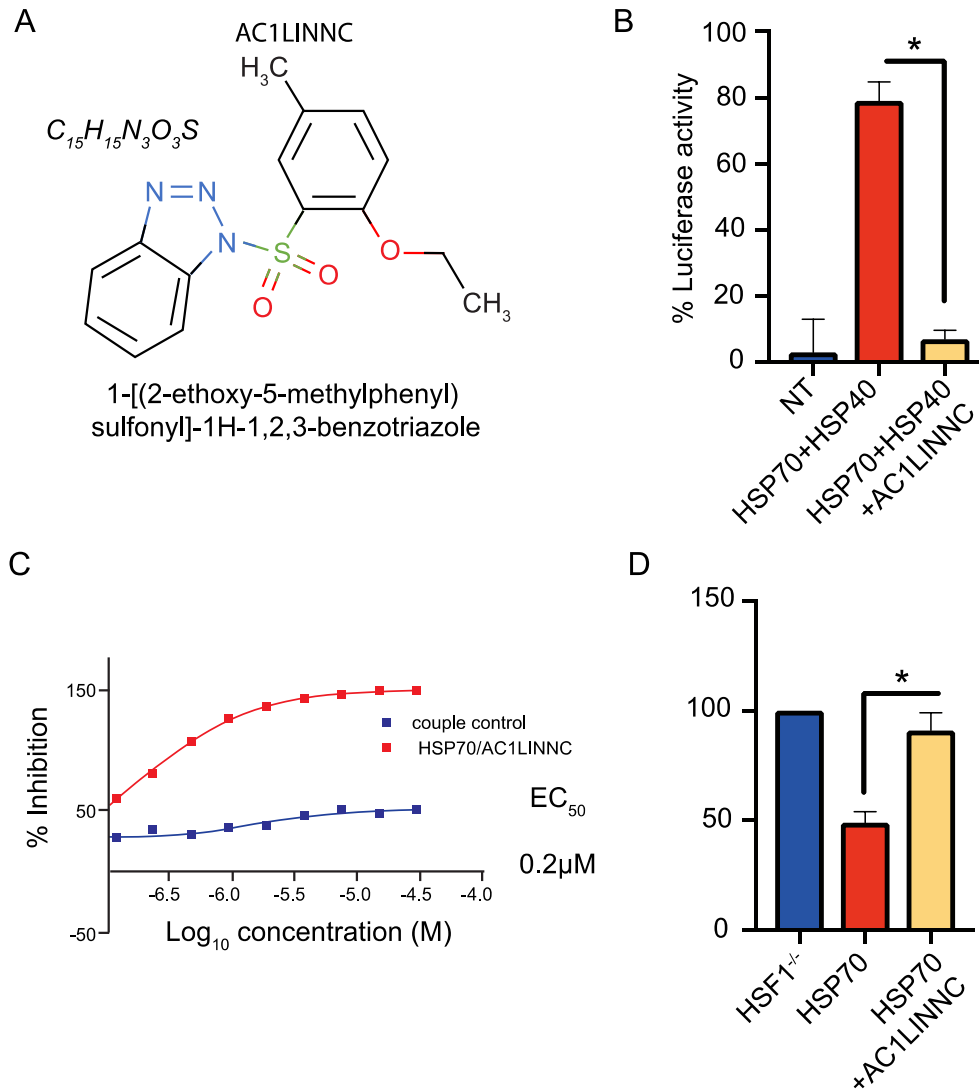 A
AC1LINNC
H₃C
C₁₅H₁₅N₃O₃S
N
N
N
S
O
O
O
CH₃
1-[(2-ethoxy-5-methylphenyl)
sulfonyl]-1H-1,2,3-benzotriazole
B
% Luciferase activity
100
80
60
40
20
0
*
NT
HSP70+HSP40
HSP70+HSP40
+AC1LINNC
C
% Inhibition
150
50
-50
-6.5
-6.0
-5.5
-5.0
-4.5
-4.0
Log₁₀ concentration (M)
couple control
HSP70/AC1LINNC
EC₅₀
0.2µM
D
150
100
50
0
*
HSF1⁻/⁻
HSP70
HSP70
+AC1LINNC